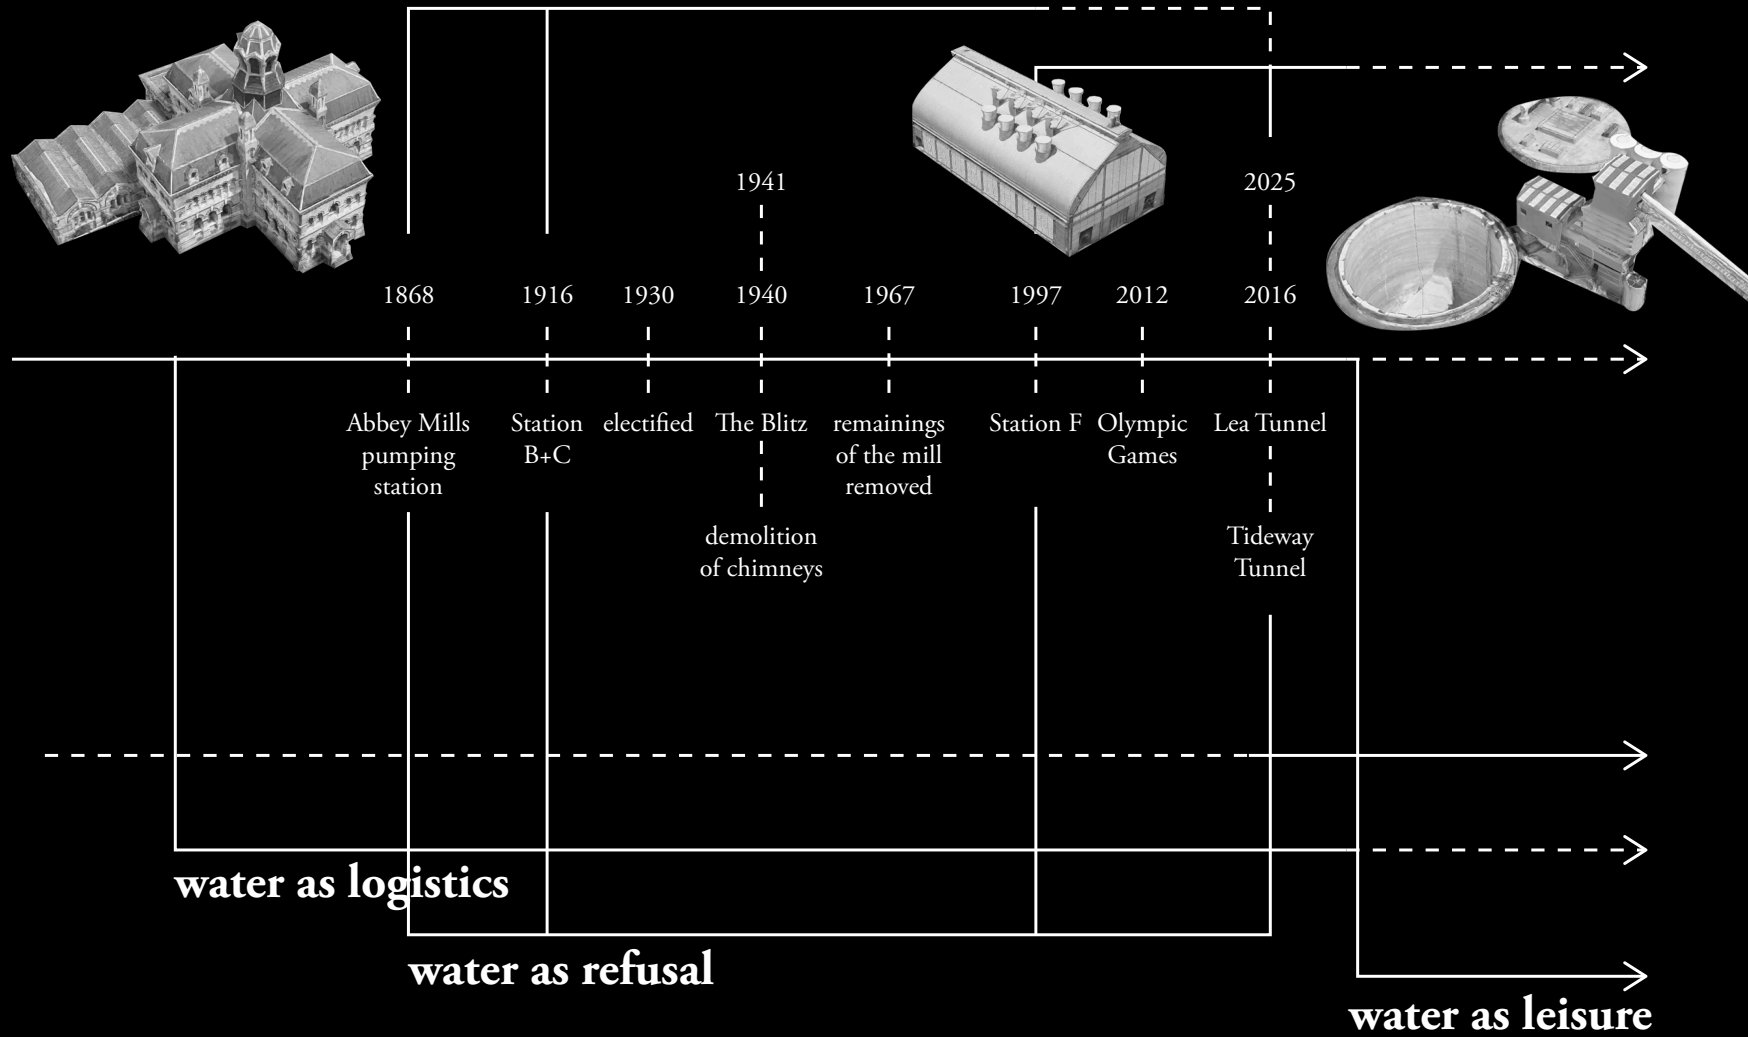 1941
2025
1868
1916
1930
1940
1967
1997
2012
2016
Abbey Mills
pumping
station
Station
B+C
electified
The Blitz
demolition
of chimneys
remainings
of the mill
removed
Station F
Olympic
Games
Lea Tunnel
Tideway
Tunnel
water as logistics
water as refusal
water as leisure